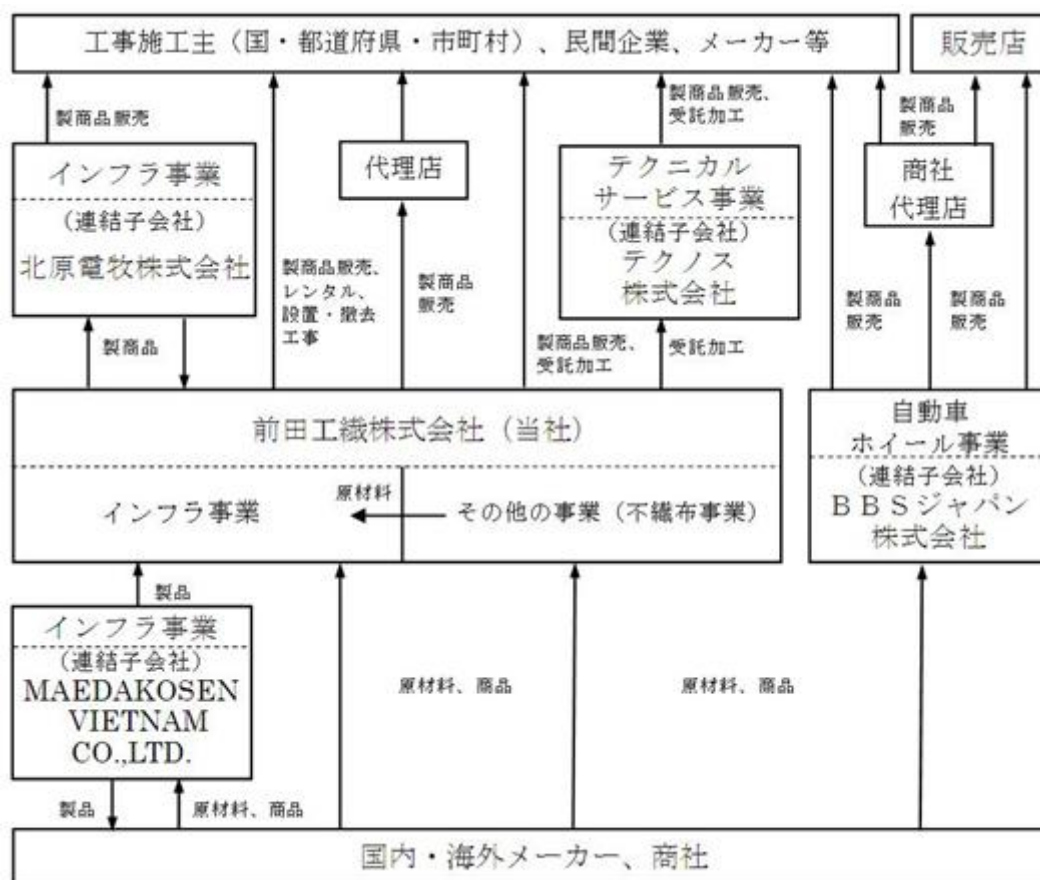 工事施工主（国・都道府県・市町村）、民間企業、メーカー等
販売店
製商品販売
製商品販売、
受託加工
製商品
販売
インフラ事業
（連結子会社）
北原電牧株式会社
代理店
テクニカル
サービス事業
（連結子会社）
テクノス
株式会社
商社
代理店
製商品販売、
レンタル、
設置・撤去
工事
製商品
販売
製商品
販売
製商品
販売
製商品
製商品販売、
受託加工
受託加工
前田工繊株式会社（当社）
インフラ事業
原材料
その他の事業（不織布事業）
自動車
ホイール事業
（連結子会社）
ＢＢＳジャパン
株式会社
製品
インフラ事業
（連結子会社）
MAEDAKOSEN
VIETNAM
CO.,LTD.
原材料、商品
原材料、商品
製品
原材料、商品
国内・海外メーカー、商社